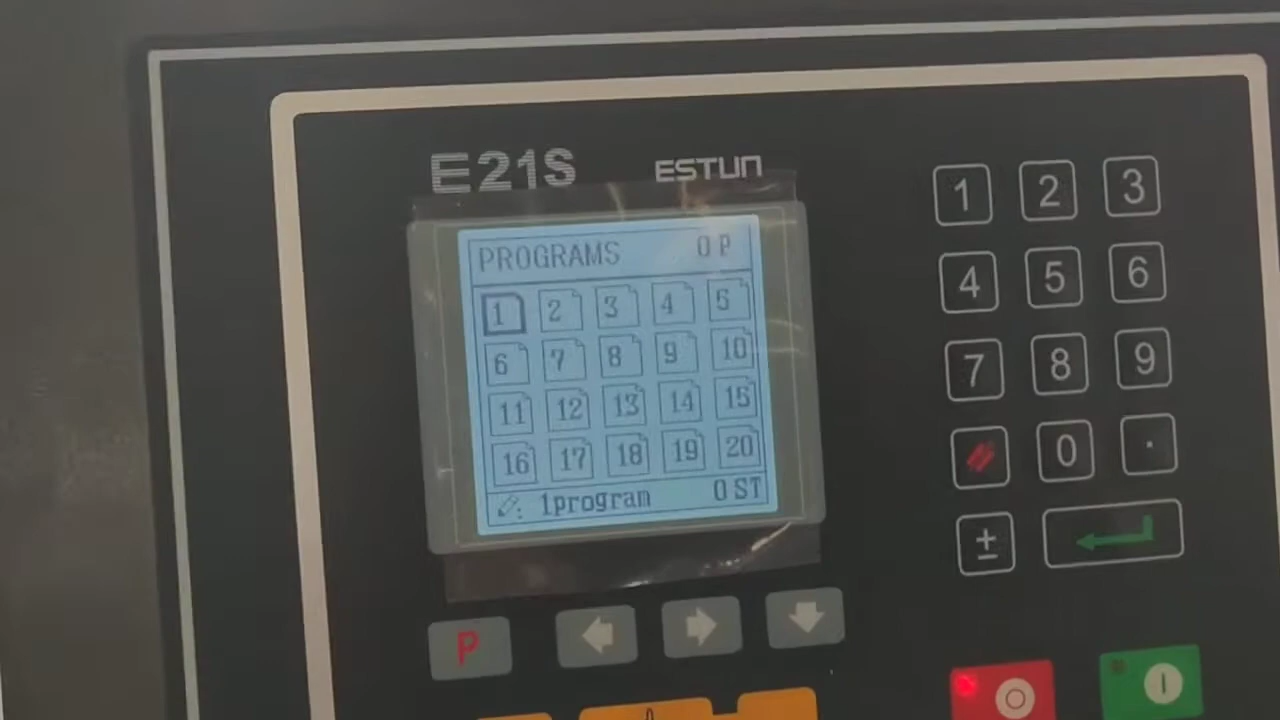 E21S ESTUN
PROGRAMS 0 P
1 2 3 4 5
6 7 8 9 10
11 12 13 14 15
16 17 18 19 20
: 1program 0 ST
P
1 2 3
4 5 6
7 8 9
0 .
±